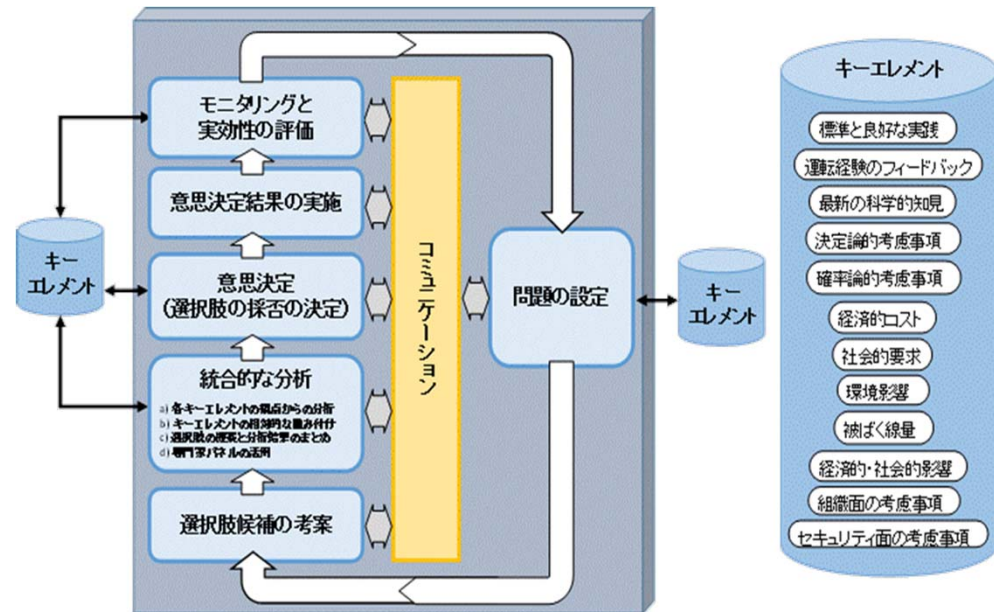 モニタリングと
実効性の評価
意思決定結果の実施
意思決定
(選択肢の採否の決定)
統合的な分析
a) 各キーエレメントの観点からの分析
b) キーエレメントの相対的な重み付け
c) 選択肢の提案と分析結果のまとめ
d) 専門家パネルの活用
選択肢候補の考案
キー
エレメント
コミュニケーション
問題の設定
キー
エレメント
キーエレメント
標準と良好な実践
運転経験のフィードバック
最新の科学的知見
決定論的考慮事項
確率論的考慮事項
経済的コスト
社会的要求
環境影響
被ばく線量
経済的・社会的影響
組織面の考慮事項
セキュリティ面の考慮事項